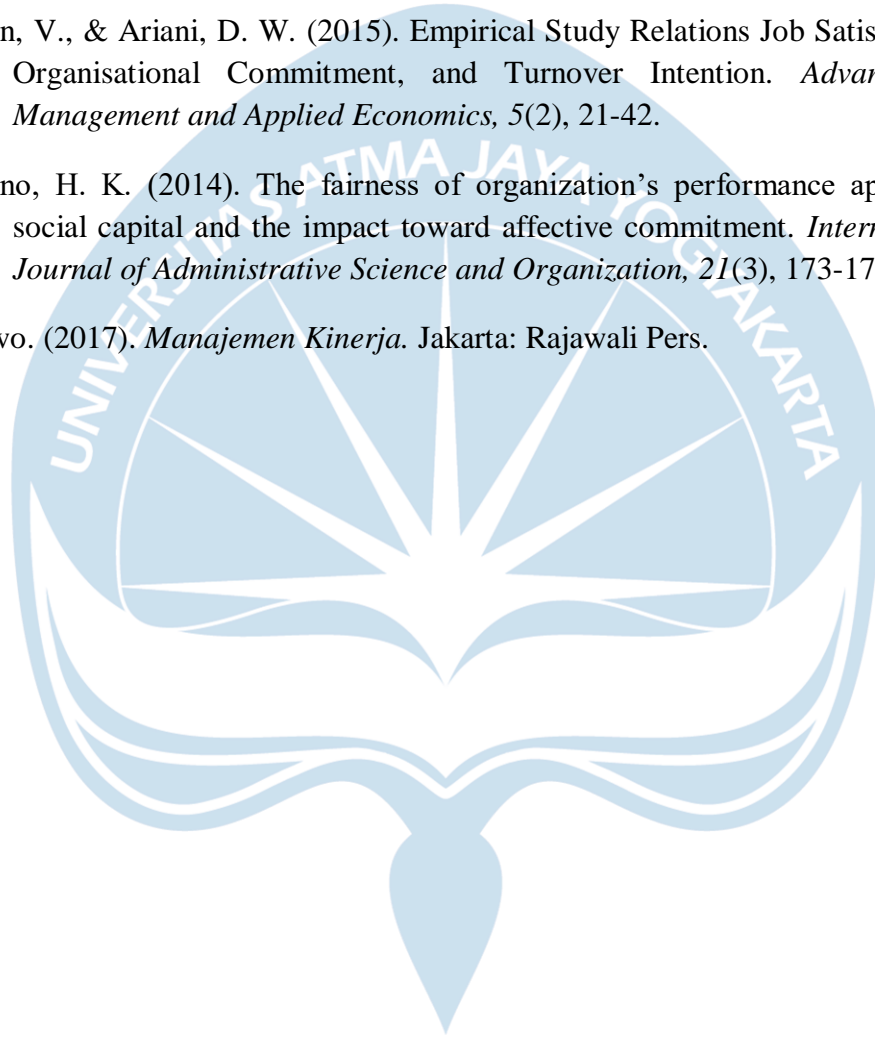 n, V., & Ariani, D. W. (2015). Empirical Study Relations Job Satis
Organisational Commitment, and Turnover Intention. Advan
Management and Applied Economics, 5(2), 21-42.
UNIVERSITAS ATMA JAYA YOGYAKARTA
no, H. K. (2014). The fairness of organization’s performance ap
social capital and the impact toward affective commitment. Intern
Journal of Administrative Science and Organization, 21(3), 173-17
vo. (2017). Manajemen Kinerja. Jakarta: Rajawali Pers.